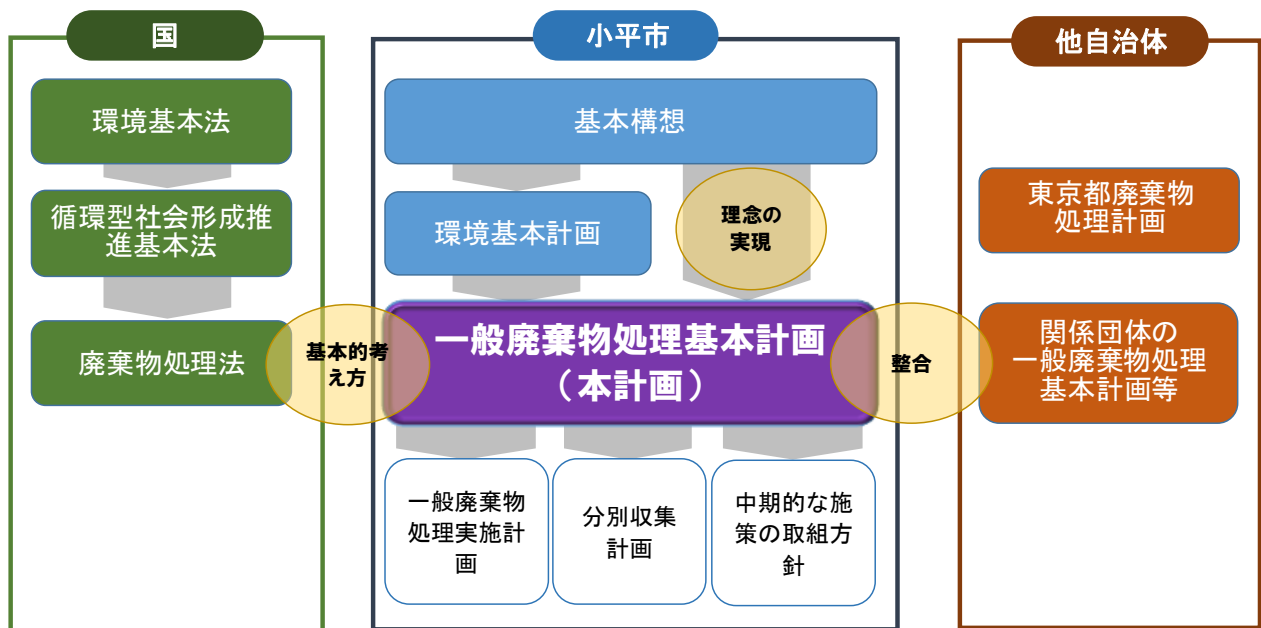 国
環境基本法
循環型社会形成推
進基本法
廃棄物処理法
基本的考
え方
小平市
基本構想
環境基本計画
理念の
実現
一般廃棄物処理基本計画
（本計画）
一般廃棄物
処理実施計
画
分別収集
計画
中期的な施
策の取組方
針
整合
他自治体
東京都廃棄物
処理計画
関係団体の
一般廃棄物処理
基本計画等